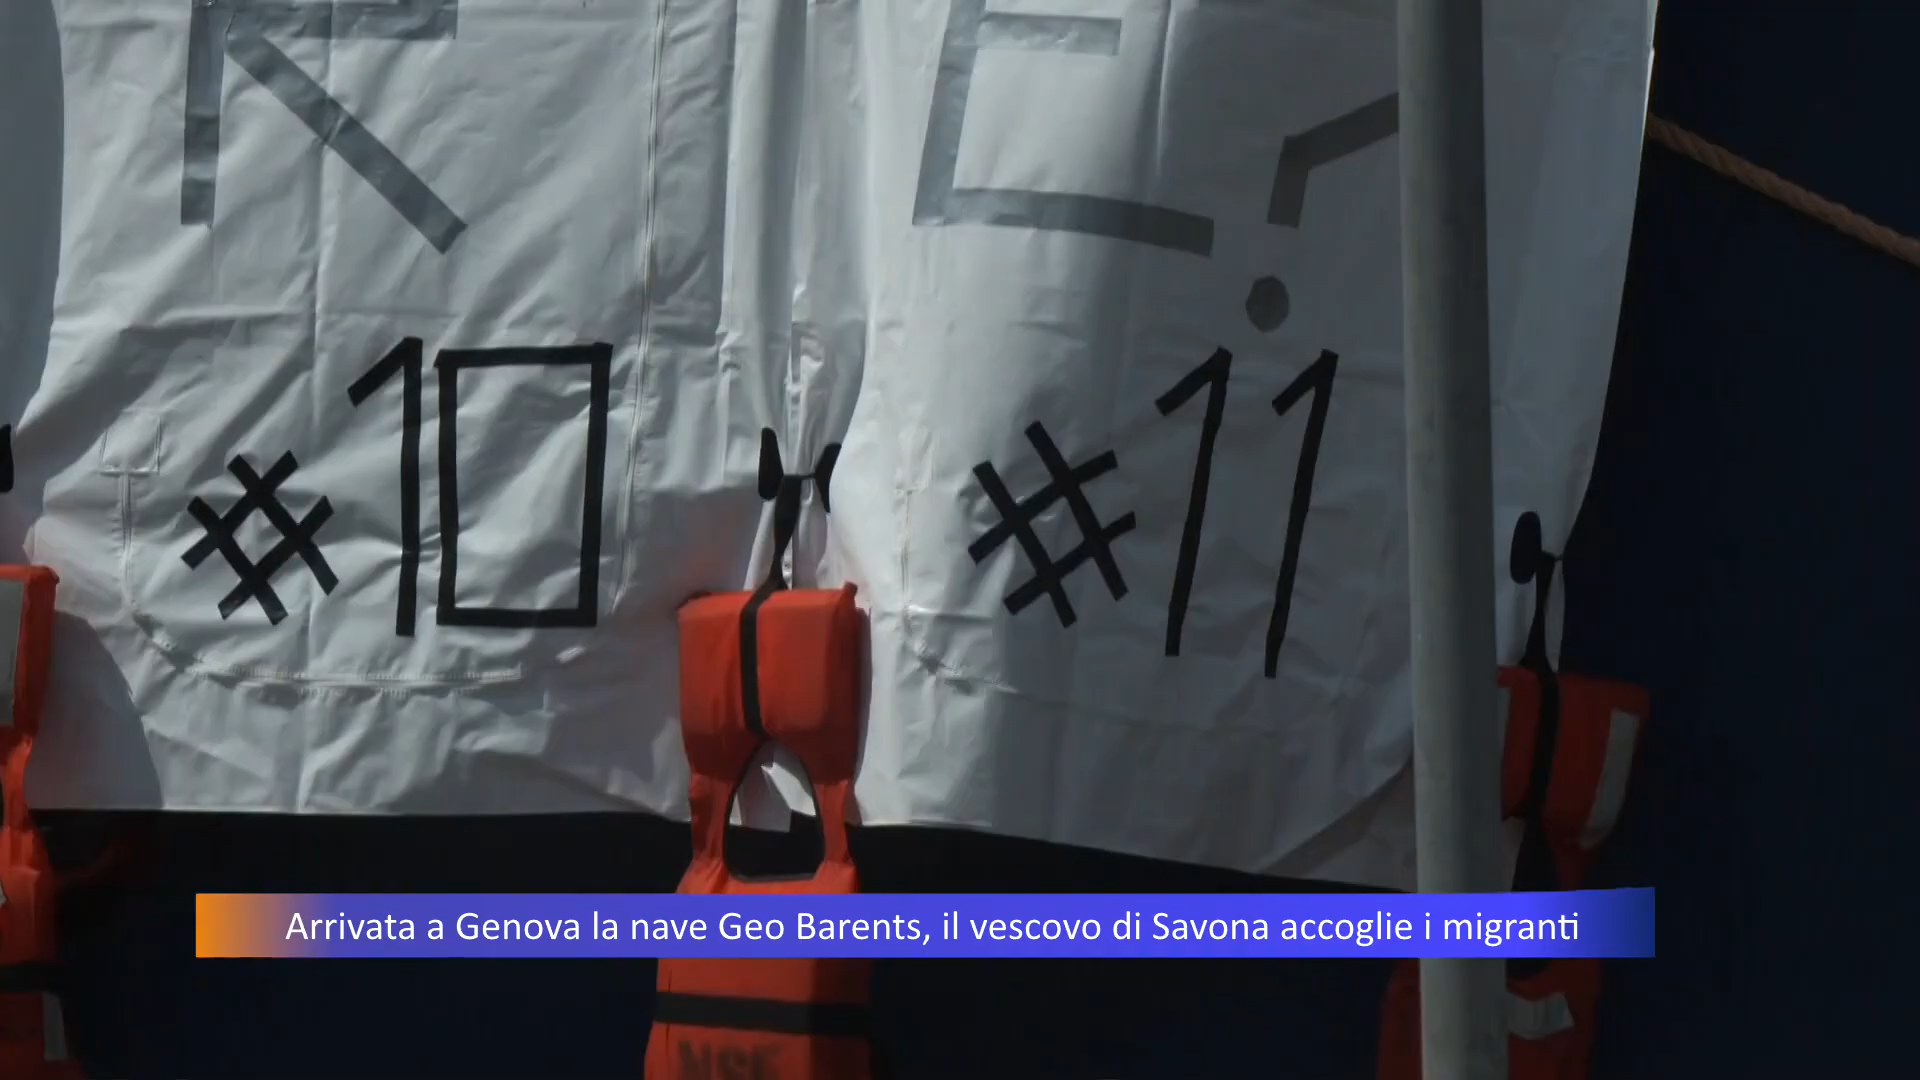 R E ?
#10 #11
Arrivata a Genova la nave Geo Barents, il vescovo di Savona accoglie i migranti